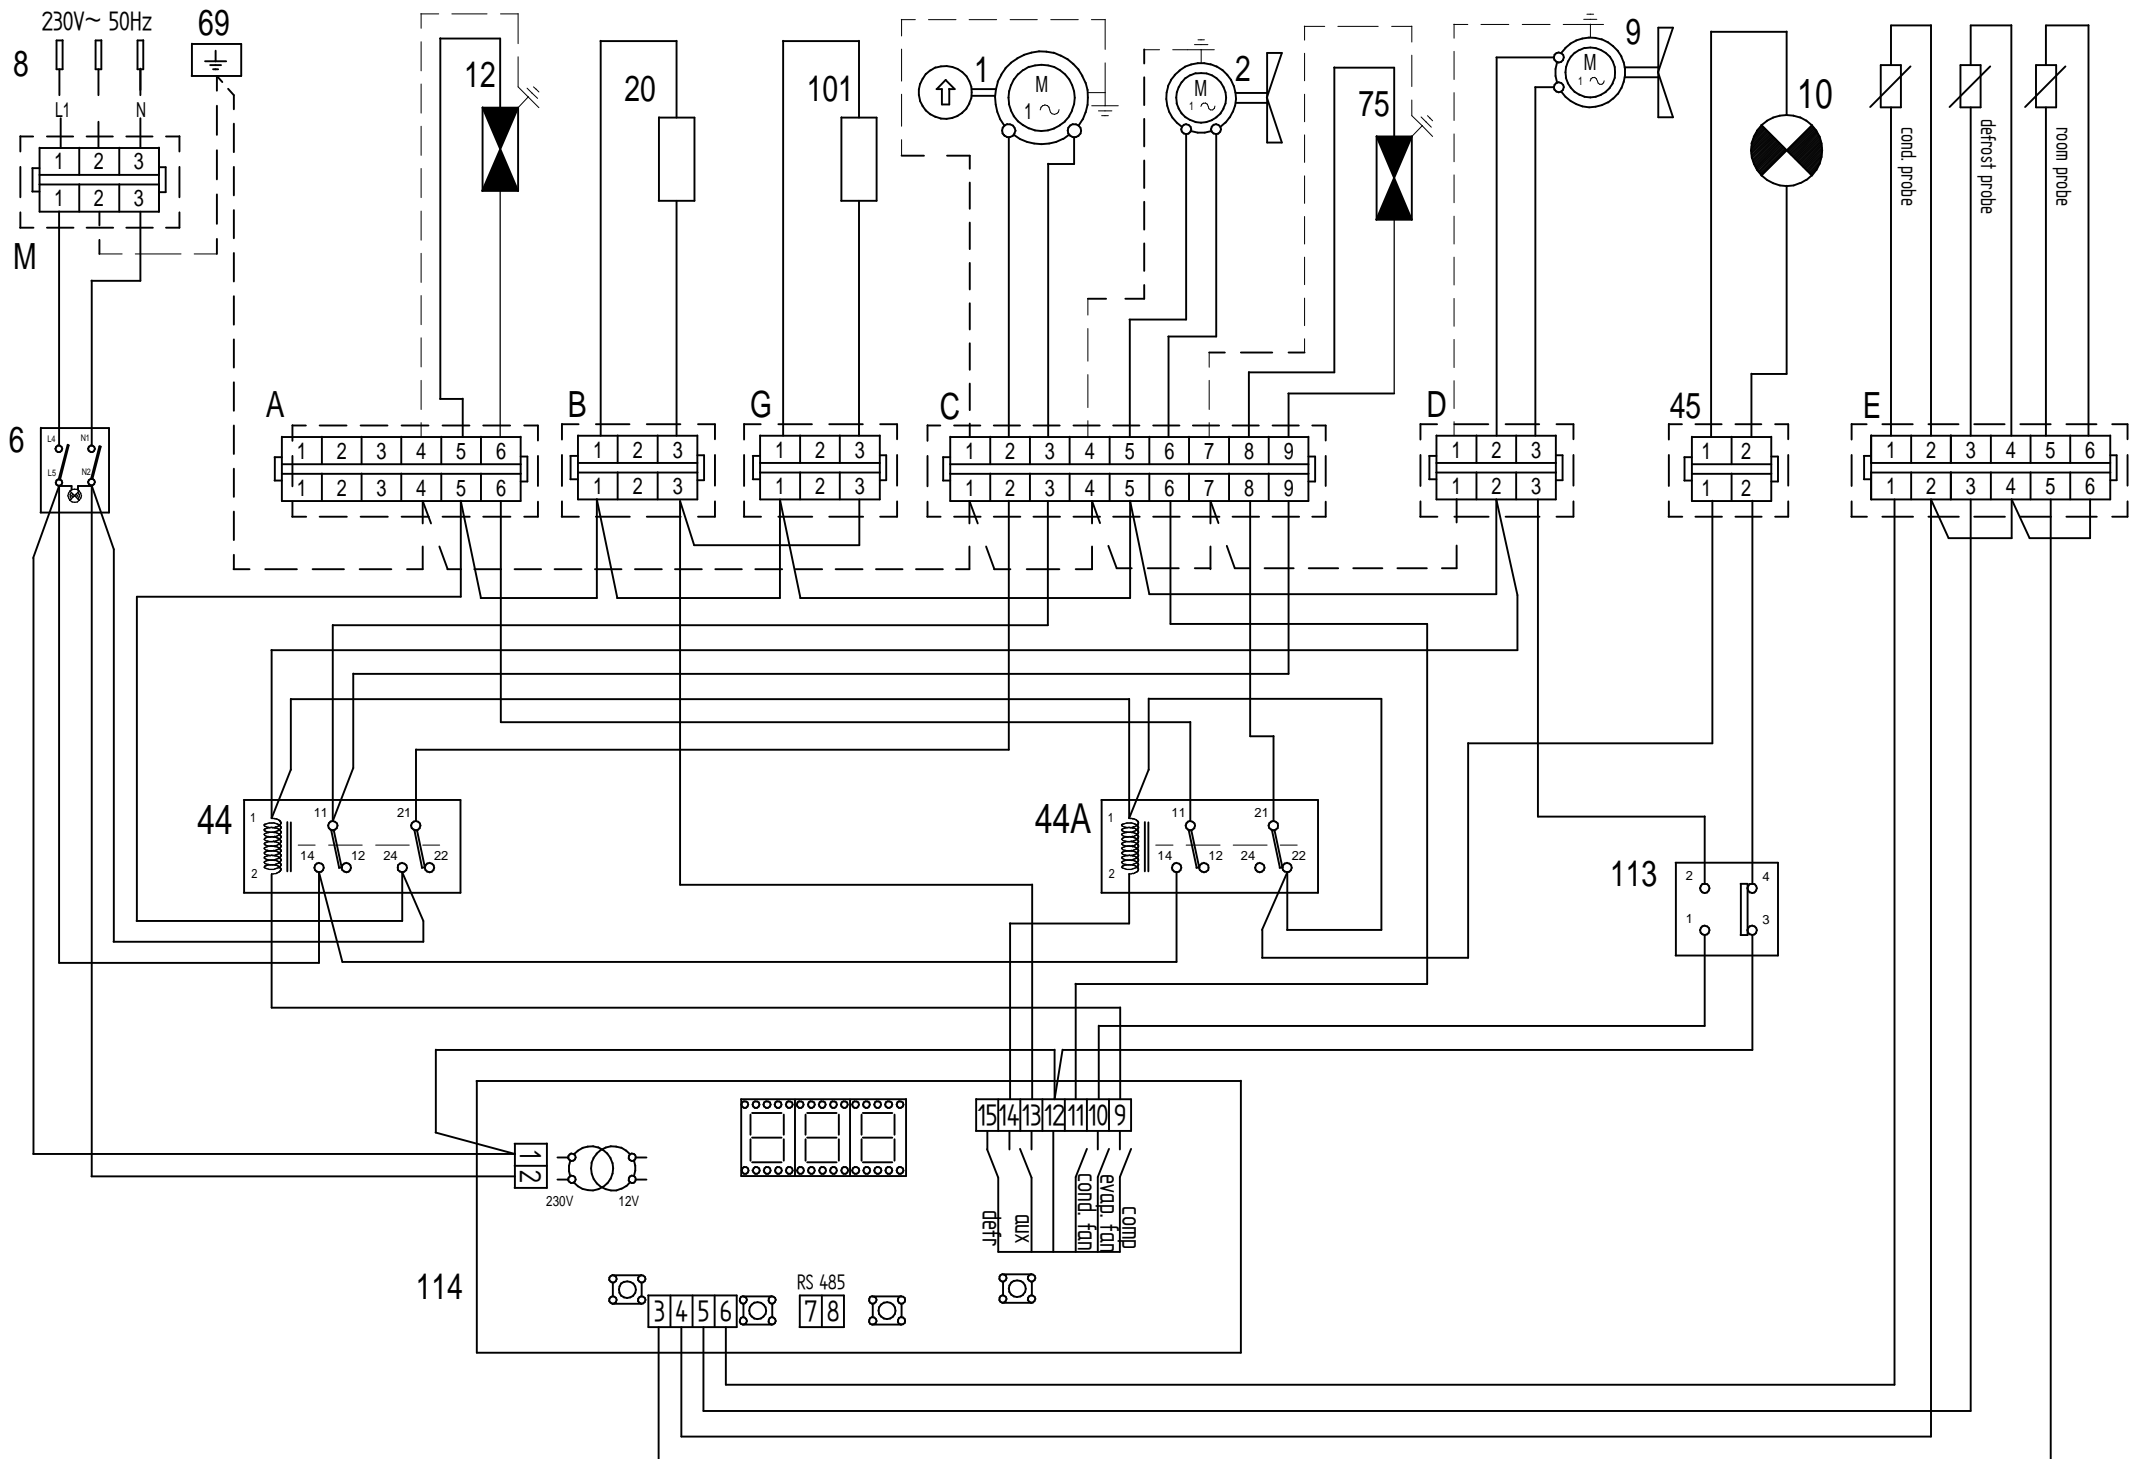 230V~ 50Hz
69
8
L1 N
1 2 3
1 2 3
M
12
20
101
1
M
1 ~
2
M
1 ~
75
9
M
1 ~
10
cond. probe
defrost probe
room probe
6
L4 N1
L5 N2
A
1 2 3 4 5 6
1 2 3 4 5 6
B
1 2 3
1 2 3
G
1 2 3
1 2 3
C
1 2 3 4 5 6 7 8 9
1 2 3 4 5 6 7 8 9
D
1 2 3
1 2 3
45
1 2
1 2
E
1 2 3 4 5 6
1 2 3 4 5 6
44
1 11 21
14 12 24 22
2
44A
1 11 21
14 12 24 22
2
113
2 4
1 3
114
1
2
230V 12V
15 14 13 12 11 10 9
defr
aux
cond. fan
evap. fan
comp
RS 485
3 4 5 6
7 8